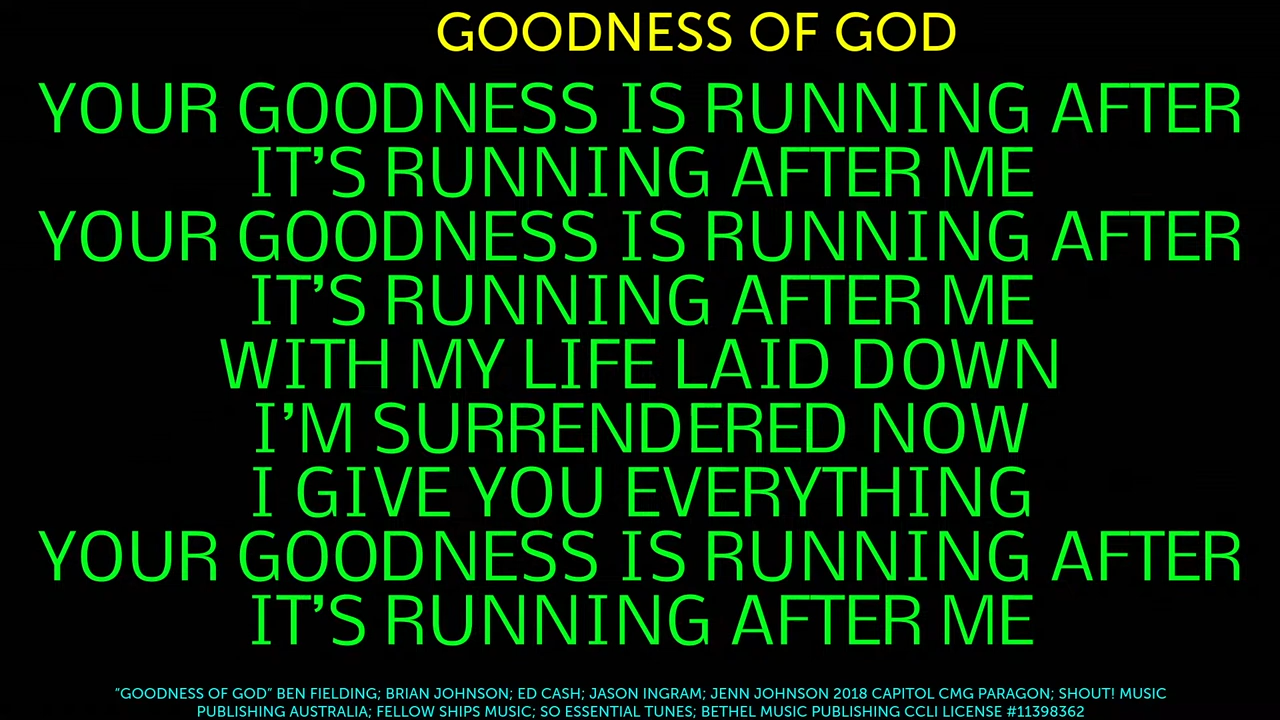 GOODNESS OF GOD
YOUR GOODNESS IS RUNNING AFTER
IT’S RUNNING AFTER ME
YOUR GOODNESS IS RUNNING AFTER
IT’S RUNNING AFTER ME
WITH MY LIFE LAID DOWN
I’M SURRENDERED NOW
I GIVE YOU EVERYTHING
YOUR GOODNESS IS RUNNING AFTER
IT’S RUNNING AFTER ME
“GOODNESS OF GOD” BEN FIELDING; BRIAN JOHNSON; ED CASH; JASON INGRAM; JENN JOHNSON 2018 CAPITOL CMG PARAGON; SHOUT! MUSIC
PUBLISHING AUSTRALIA; FELLOW SHIPS MUSIC; SO ESSENTIAL TUNES; BETHEL MUSIC PUBLISHING CCLI LICENSE #11398362